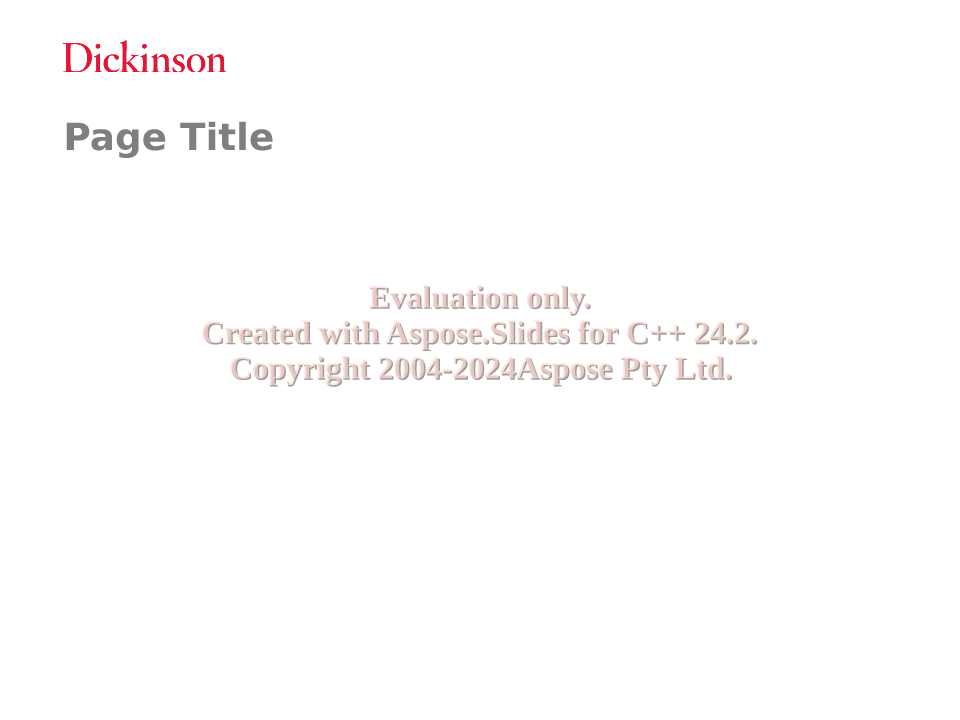 Dickinson
Page Title
Evaluation only.
Created with Aspose.Slides for C++ 24.2.
Copyright 2004-2024Aspose Pty Ltd.